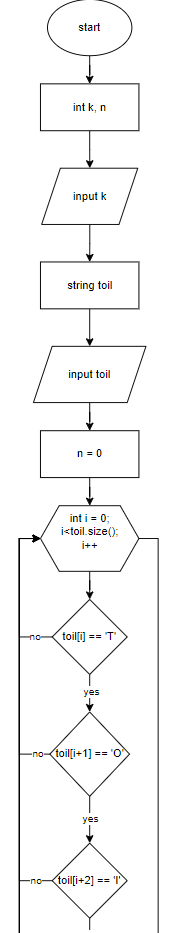 start
int k, n
input k
string toil
input toil
n = 0
int i = 0;
i<toil.size();
i++
no
toil[i] == 'T'
yes
no
toil[i+1] == 'O'
yes
no
toil[i+2] == 'I'